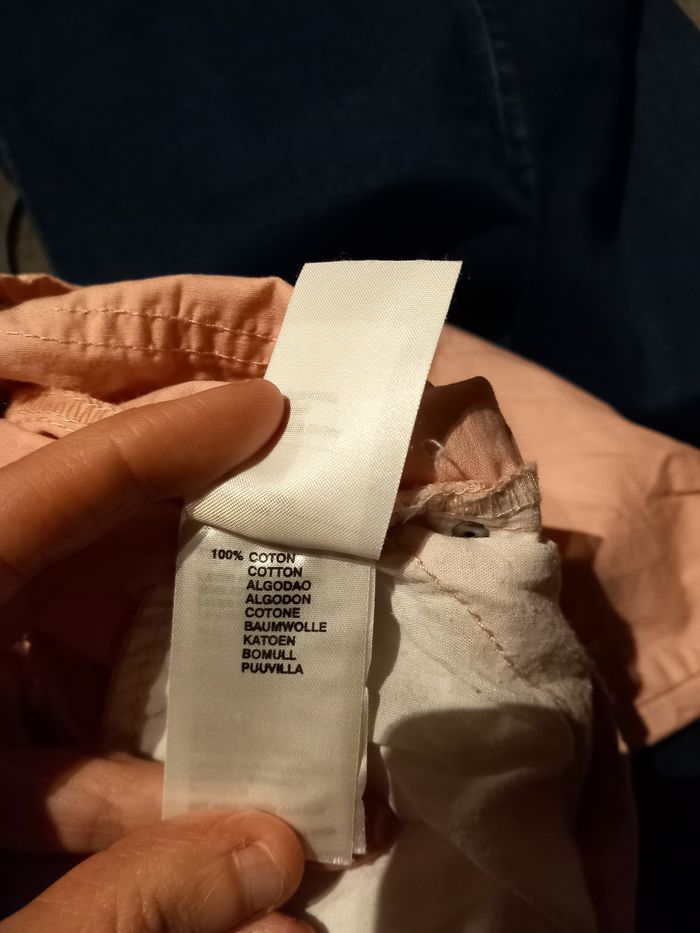 100% COTON
COTTON
ALGODAO
ALGODON
COTONE
BAUMWOLLE
KATOEN
BOMULL
PUUVILLA